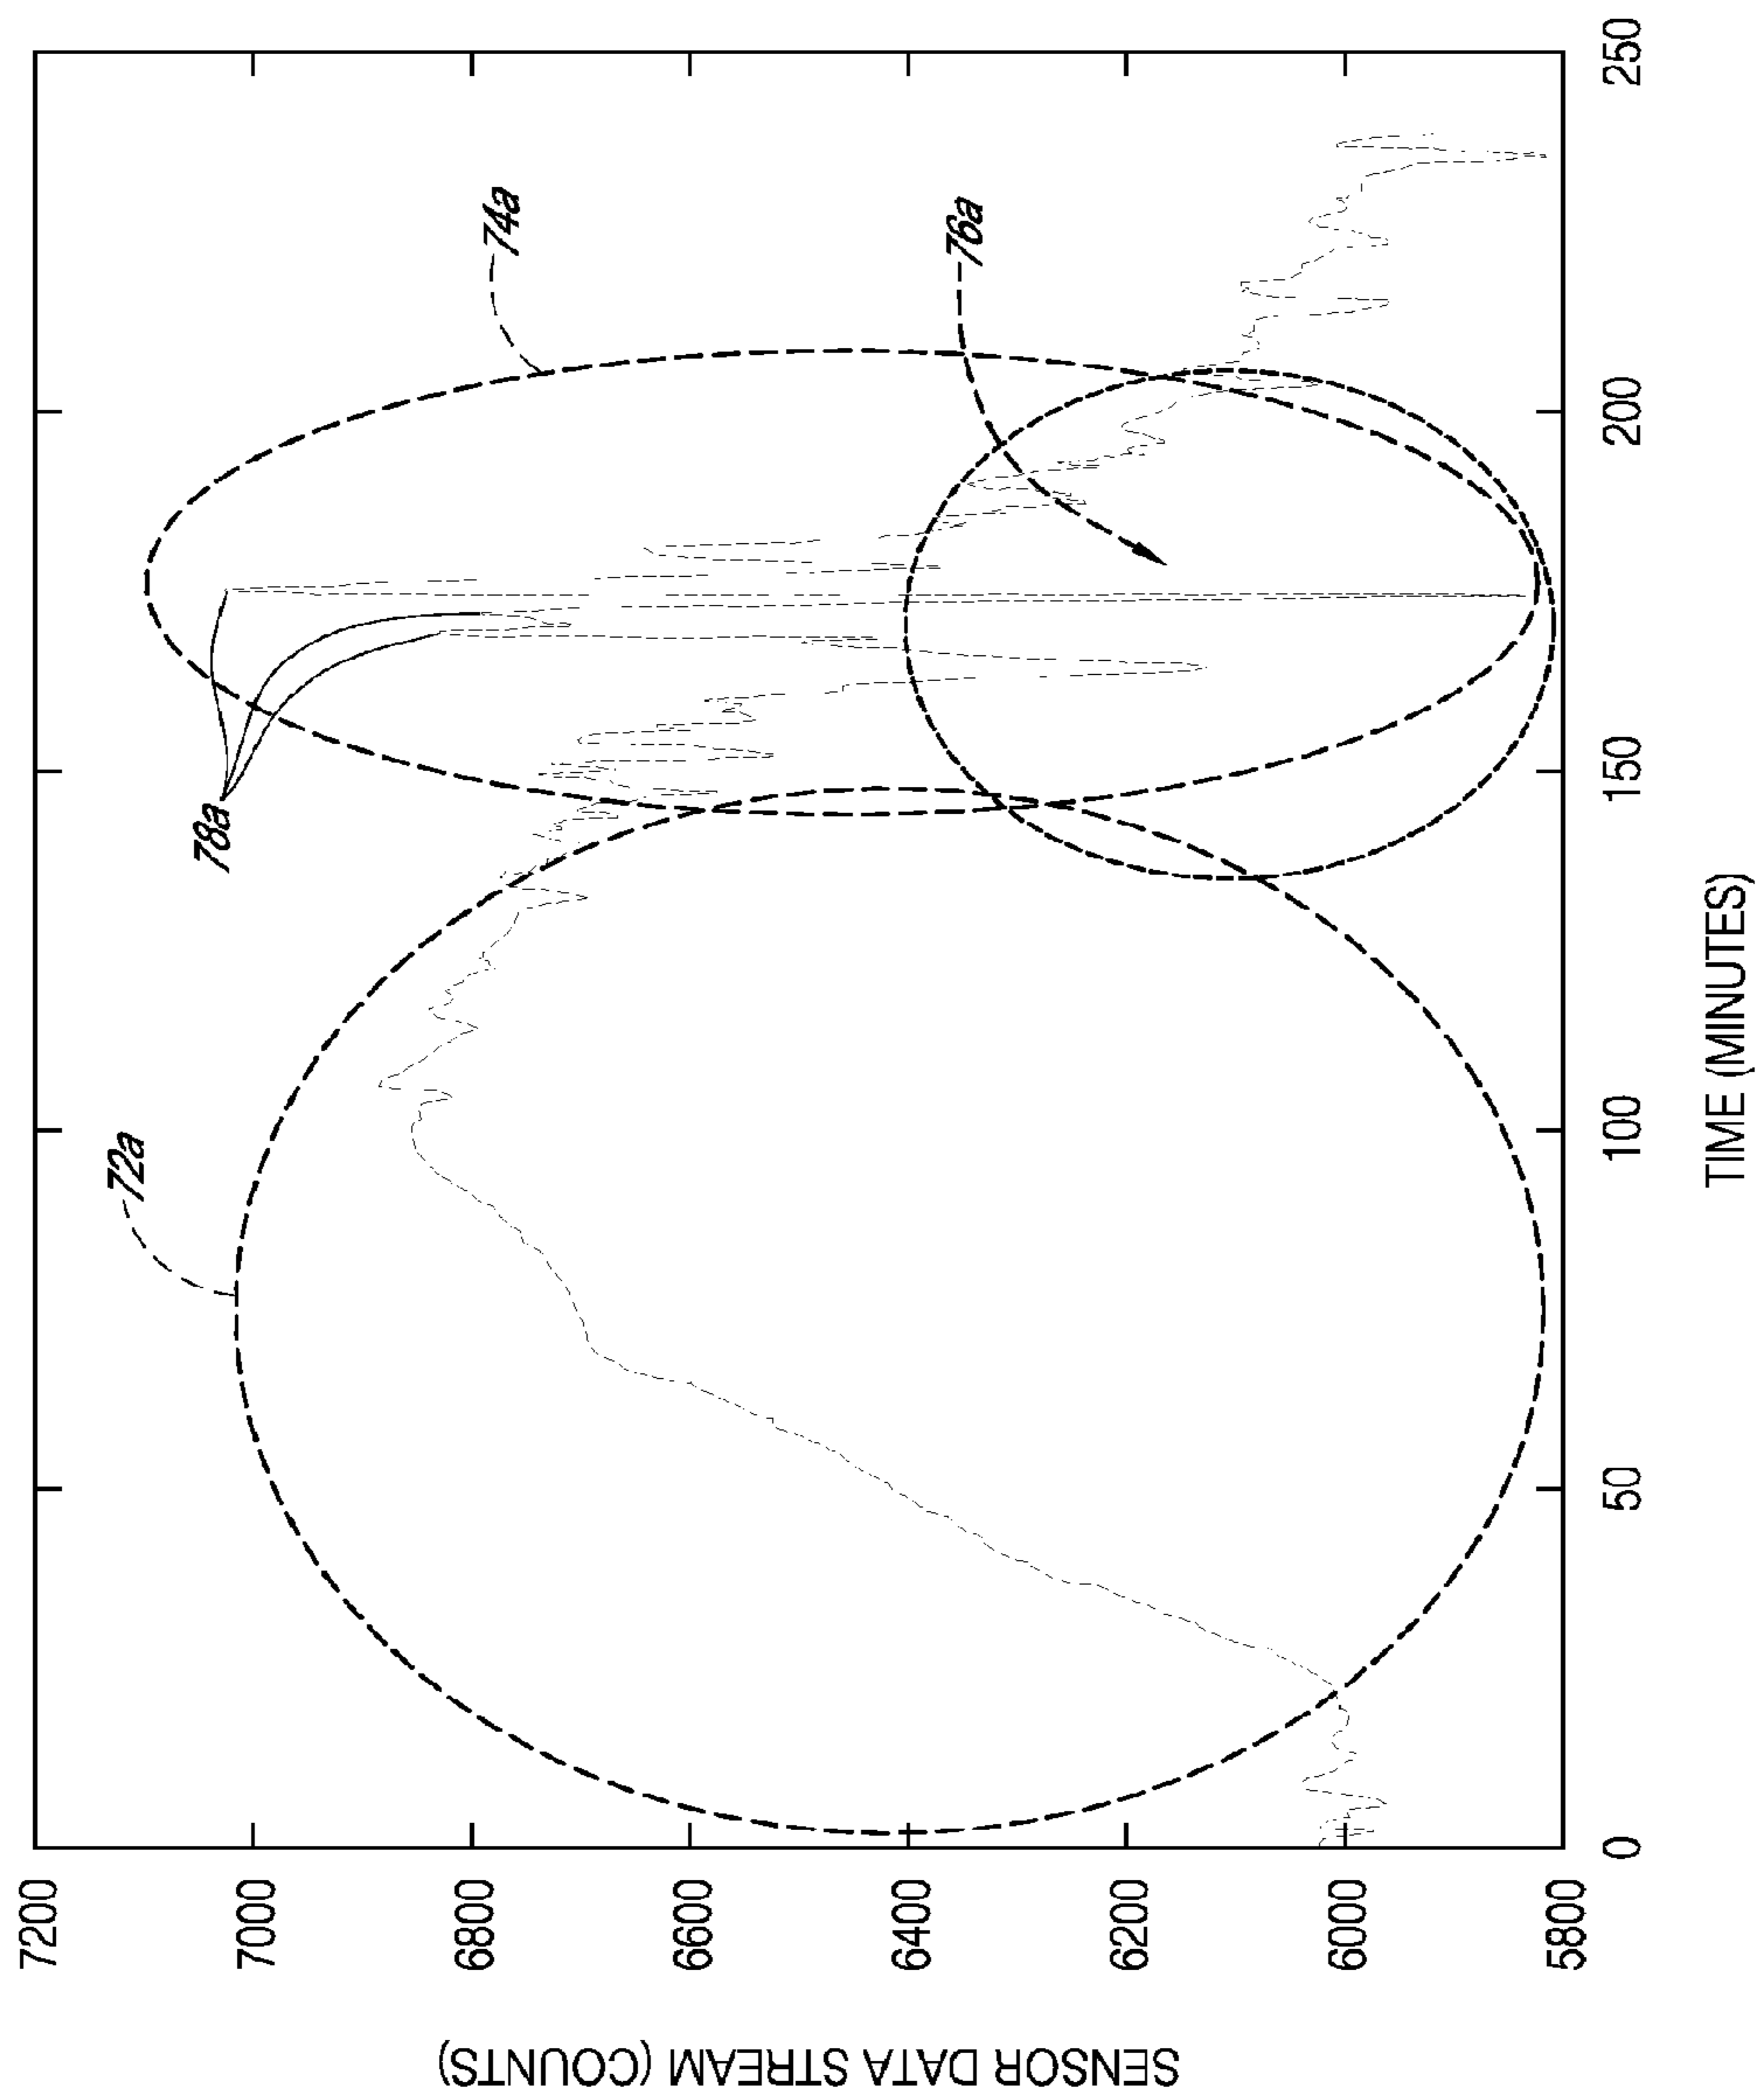 7200
7000
6800
6600
6400
6200
6000
5800
SENSOR DATA STREAM (COUNTS)
72a
78a
74a
76a
0
50
100
150
200
250
TIME (MINUTES)